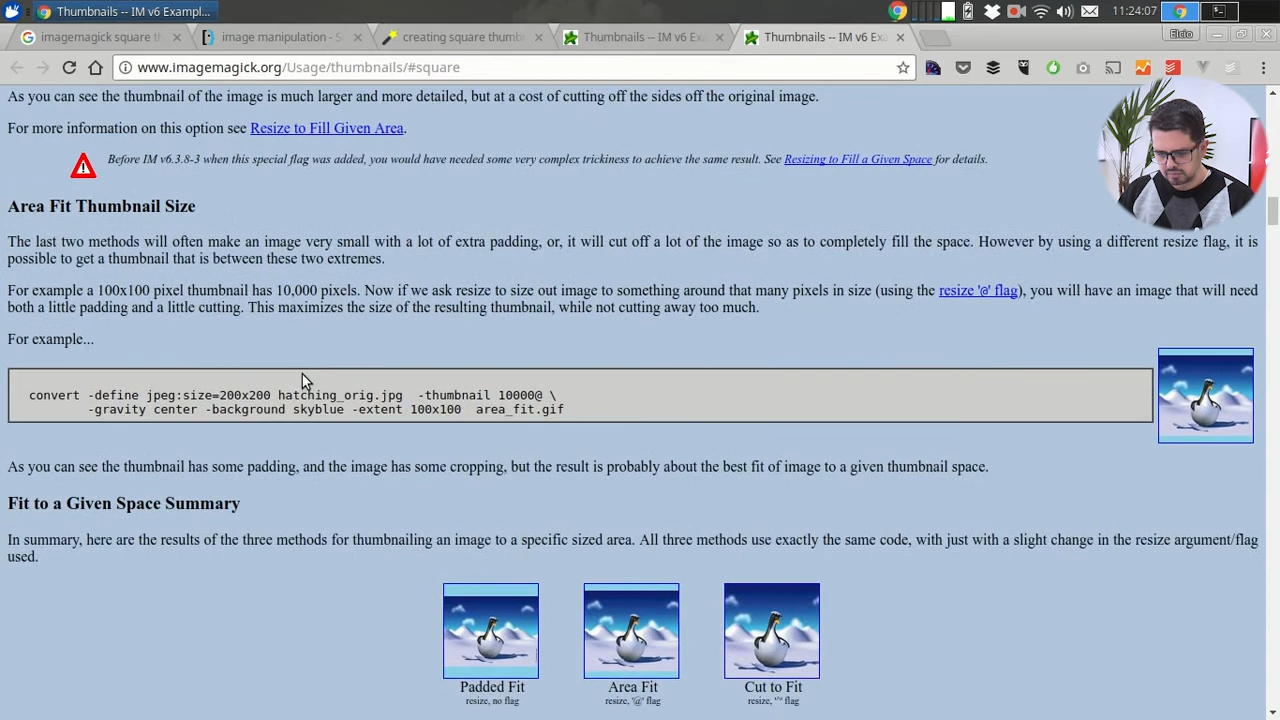 Thumbnails -- IM v6 Exampl...
11:24:07
imagemagick square th
image manipulation - S
creating square thumb
Thumbnails -- IM v6 Exa
Thumbnails -- IM v6 Exa
Elcio
www.imagemagick.org/Usage/thumbnails/#square
As you can see the thumbnail of the image is much larger and more detailed, but at a cost of cutting off the sides off the original image.
For more information on this option see Resize to Fill Given Area.
Before IM v6.3.8-3 when this special flag was added, you would have needed some very complex trickiness to achieve the same result. See Resizing to Fill a Given Space for details.
Area Fit Thumbnail Size
The last two methods will often make an image very small with a lot of extra padding, or, it will cut off a lot of the image so as to completely fill the space. However by using a different resize flag, it is
possible to get a thumbnail that is between these two extremes.
For example a 100x100 pixel thumbnail has 10,000 pixels. Now if we ask resize to size out image to something around that many pixels in size (using the resize '@' flag), you will have an image that will need
both a little padding and a little cutting. This maximizes the size of the resulting thumbnail, while not cutting away too much.
For example...
convert -define jpeg:size=200x200 hatching_orig.jpg  -thumbnail 10000@ \
-gravity center -background skyblue -extent 100x100  area_fit.gif
As you can see the thumbnail has some padding, and the image has some cropping, but the result is probably about the best fit of image to a given thumbnail space.
Fit to a Given Space Summary
In summary, here are the results of the three methods for thumbnailing an image to a specific sized area. All three methods use exactly the same code, with just with a slight change in the resize argument/flag
used.
Padded Fit
resize, no flag
Area Fit
resize, '@' flag
Cut to Fit
resize, '^' flag